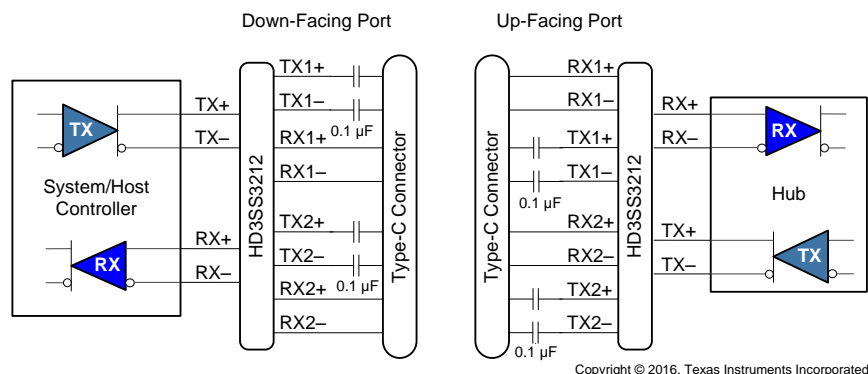 Down-Facing Port
Up-Facing Port
TX1+
TX1–
0.1 µF
RX1+
RX1–
TX2+
TX2–
0.1 µF
RX2+
RX2–
TX+
TX–
RX+
RX–
TX
System/Host
Controller
RX
HD3SS3212
Type-C Connector
Type-C Connector
RX1+
RX1–
TX1+
TX1–
0.1 µF
RX2+
RX2–
TX2+
TX2–
0.1 µF
HD3SS3212
RX+
RX–
TX+
TX–
RX
Hub
TX
Copyright © 2016, Texas Instruments Incorporated